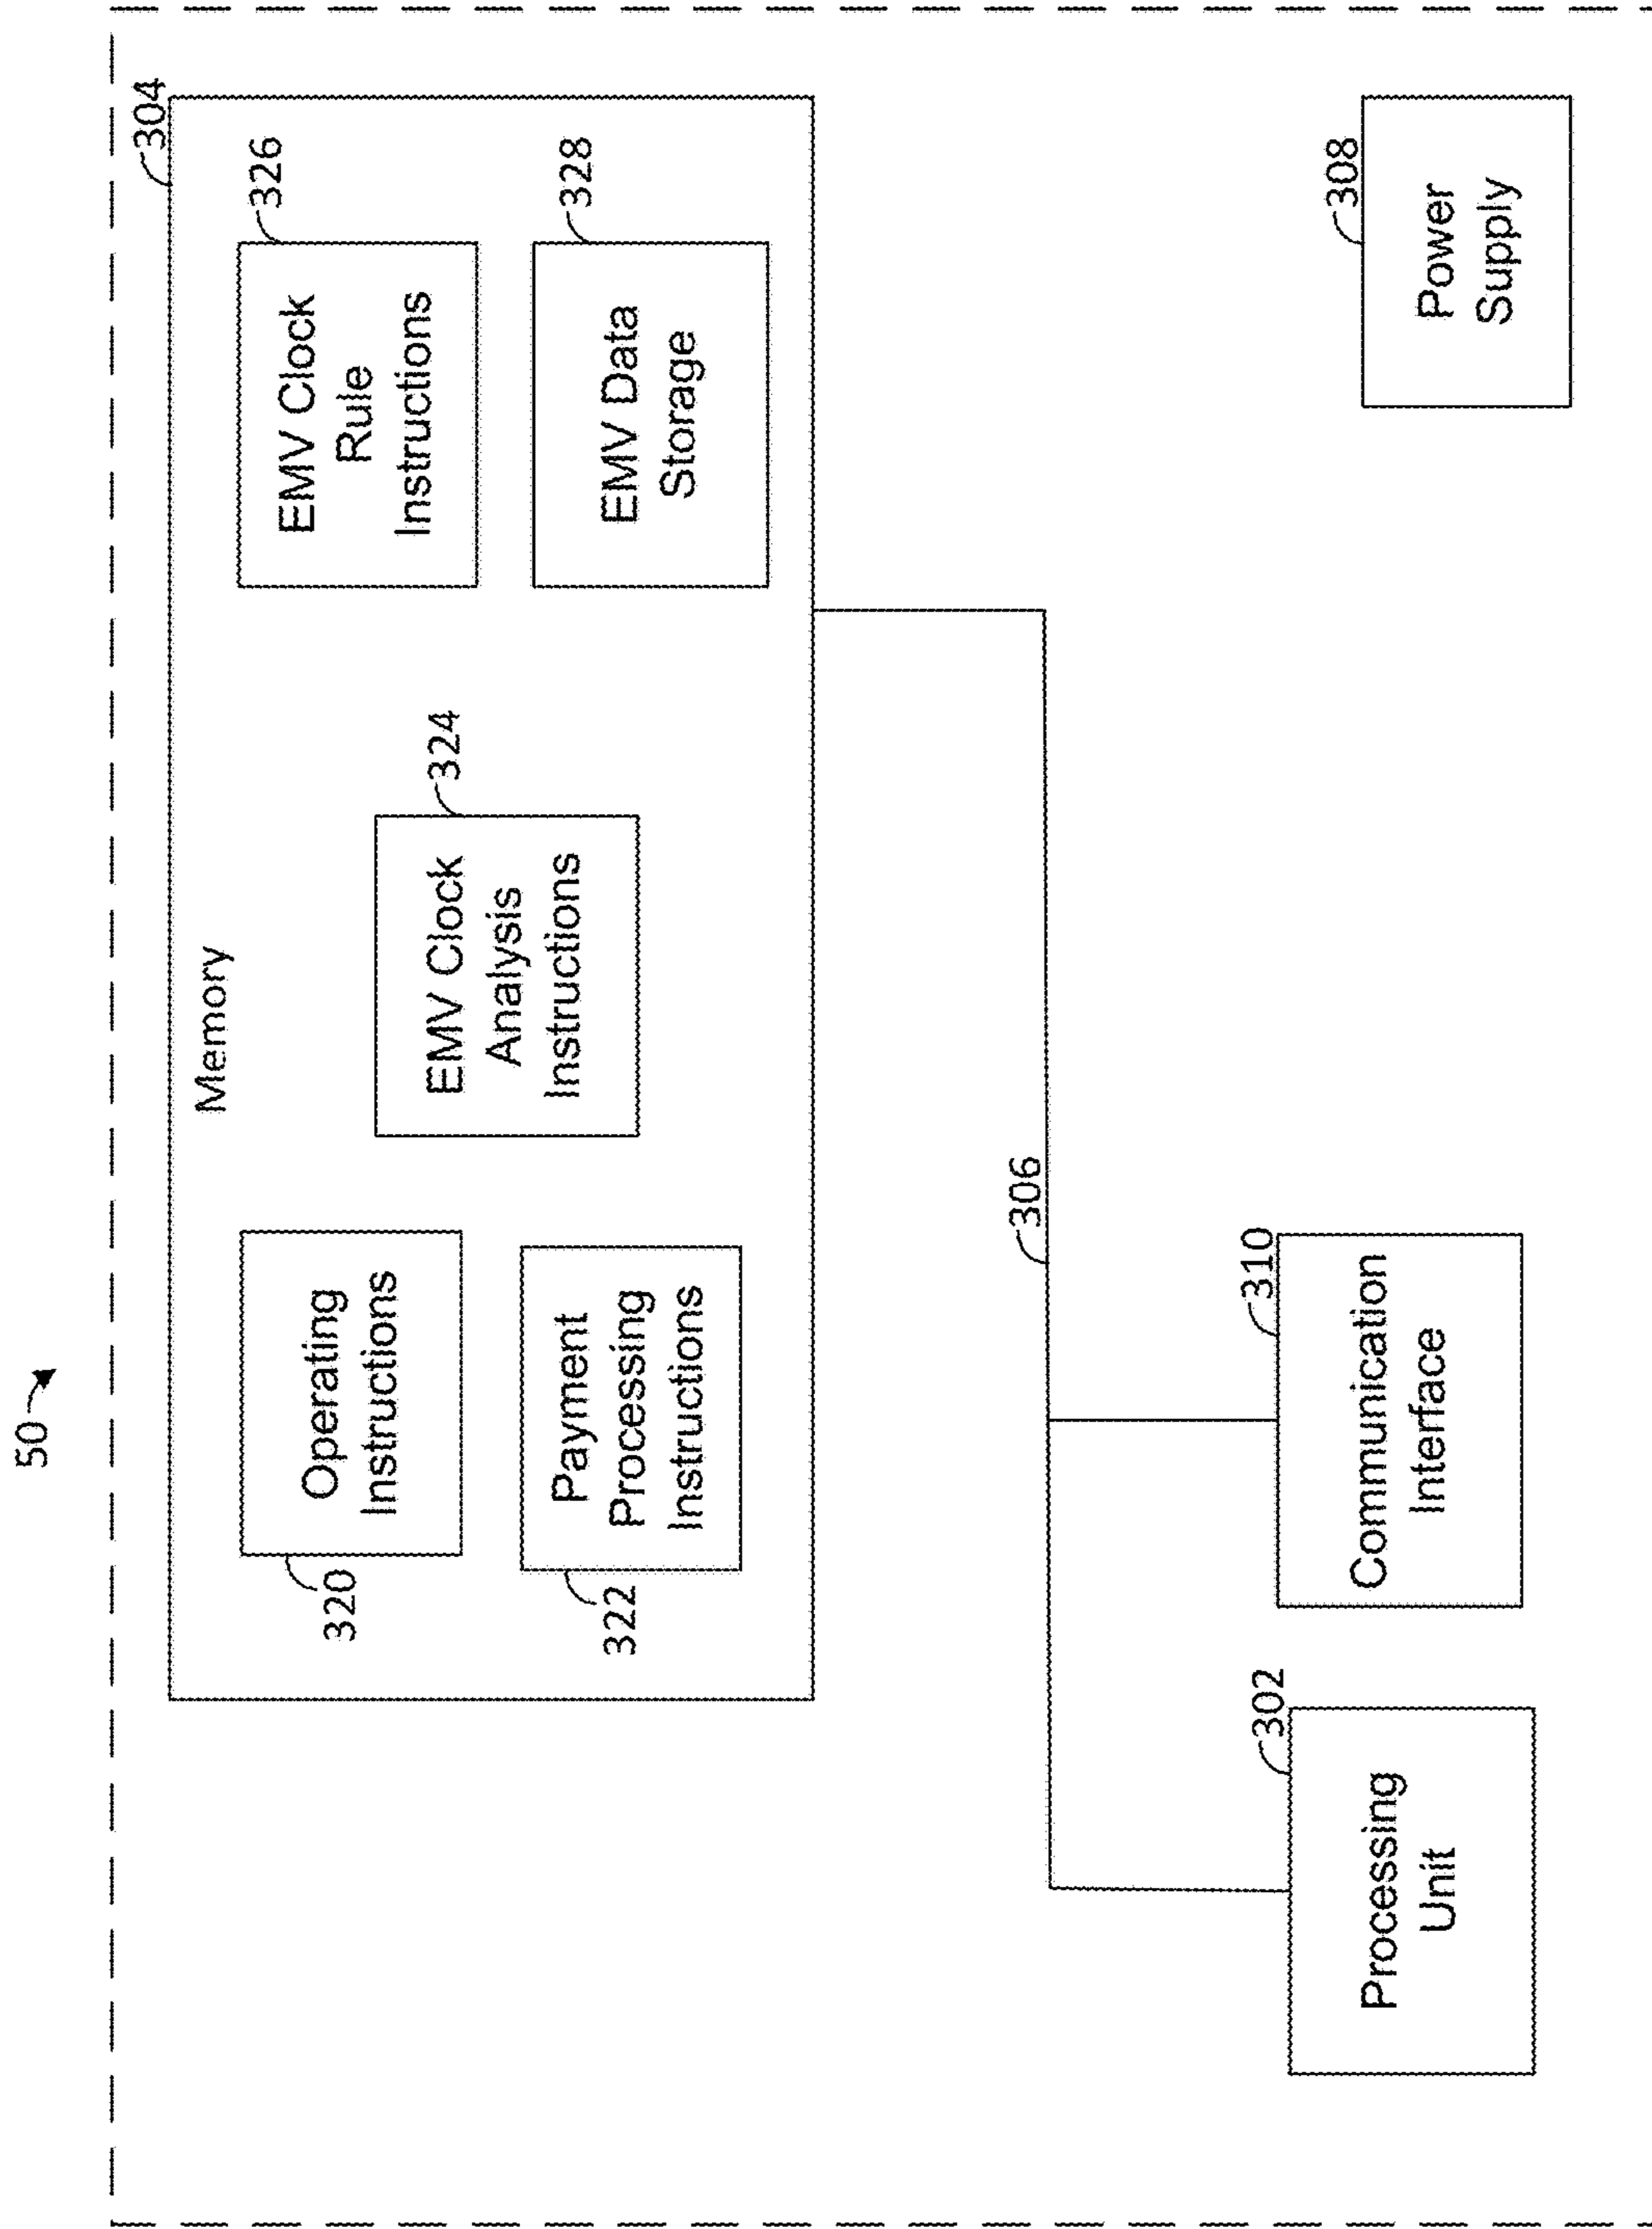 50
304
Memory
320
Operating
Instructions
322
Payment
Processing
Instructions
324
EMV Clock
Analysis
Instructions
326
EMV Clock
Rule
Instructions
328
EMV Data
Storage
306
302
Processing
Unit
310
Communication
Interface
308
Power
Supply